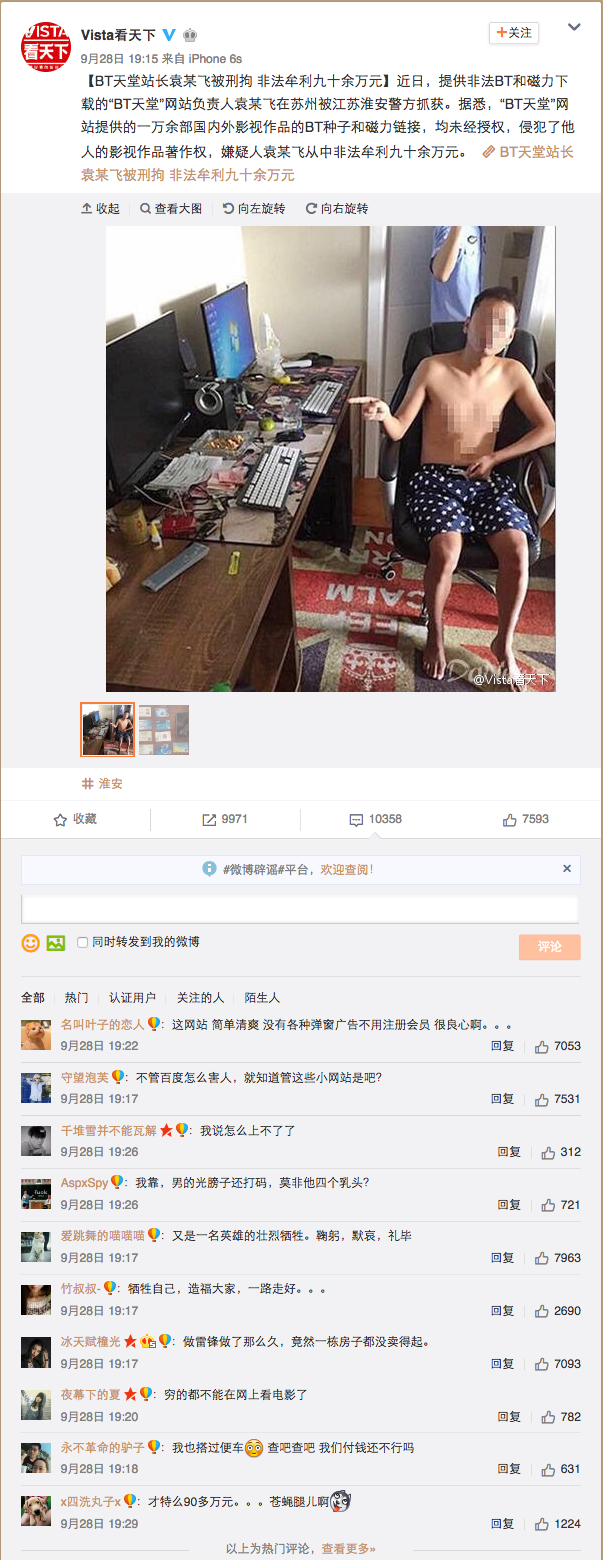 VISTA
看天下
Vista看天下
+关注
9月28日 19:15 来自 iPhone 6s
【BT天堂站长袁某飞被刑拘 非法牟利九十余万元】近日，提供非法BT和磁力下
载的“BT天堂”网站负责人袁某飞在苏州被江苏淮安警方抓获。据悉，“BT天堂”网
站提供的一万余部国内外影视作品的BT种子和磁力链接，均未经授权，侵犯了他
人的影视作品著作权，嫌疑人袁某飞从中非法牟利九十余万元。 BT天堂站长
袁某飞被刑拘 非法牟利九十余万元
收起 查看大图 向左旋转 向右旋转
CALM
@Vista看天下
# 淮安
收藏 9971 10358 7593
#微博辟谣#平台，欢迎查阅！
同时转发到我的微博
评论
全部 热门 认证用户 关注的人 陌生人
名叫叶子的恋人：这网站 简单清爽 没有各种弹窗广告不用注册会员 很良心啊。。。
9月28日 19:22 回复 7053
守望泡芙：不管百度怎么害人，就知道管这些小网站是吧?
9月28日 19:17 回复 7531
千堆雪并不能瓦解：我说怎么上不了了
9月28日 19:26 回复 312
AspxSpy：我靠，男的光膀子还打码，莫非他四个乳头?
9月28日 19:26 回复 721
爱跳舞的喵喵喵：又是一名英雄的壮烈牺牲。鞠躬，默哀，礼毕
9月28日 19:17 回复 7963
竹叔叔-：牺牲自己，造福大家，一路走好。。。
9月28日 19:17 回复 2690
冰天赋橦光：做雷锋做了那么久，竟然一栋房子都没卖得起。
9月28日 19:17 回复 7093
夜幕下的夏：穷的都不能在网上看电影了
9月28日 19:20 回复 782
永不革命的驴子：我也搭过便车 查吧查吧 我们付钱还不行吗
9月28日 19:18 回复 631
x四洗丸子x：才特么90多万元。。。苍蝇腿儿啊
9月28日 19:29 回复 1224
以上为热门评论，查看更多»